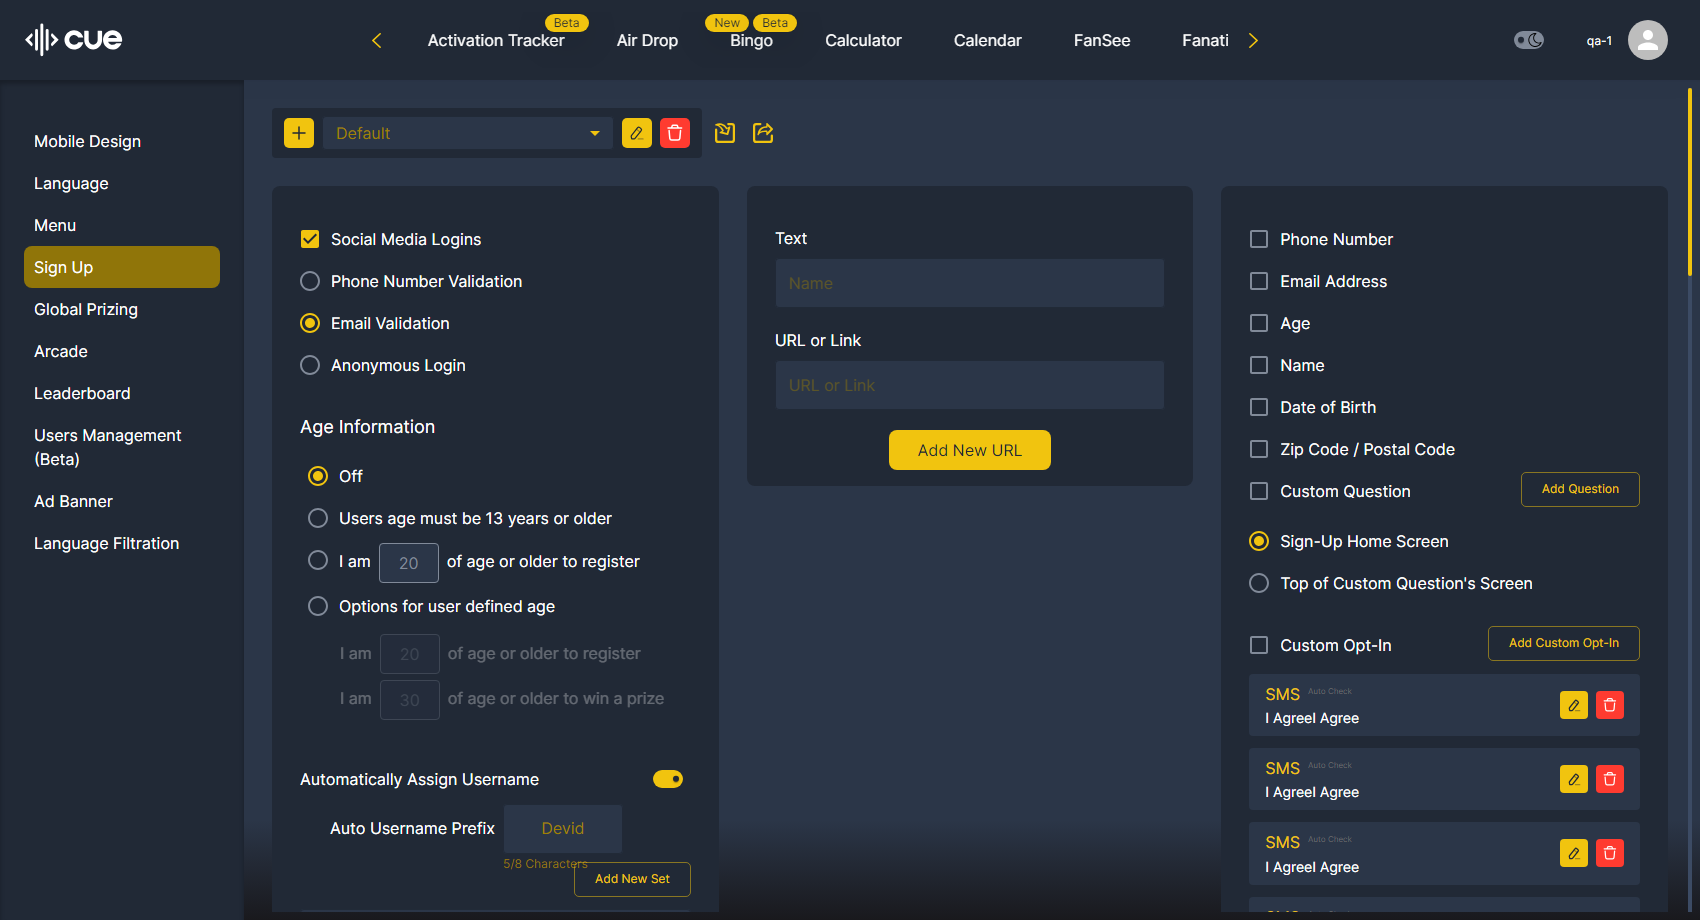 cue
Activation Tracker
Beta
Air Drop
New
Beta
Bingo
Calculator
Calendar
FanSee
Fanati
qa-1
Mobile Design
Language
Menu
Sign Up
Global Prizing
Arcade
Leaderboard
Users Management
(Beta)
Ad Banner
Language Filtration
Default
Social Media Logins
Phone Number Validation
Email Validation
Anonymous Login
Age Information
Off
Users age must be 13 years or older
I am 20 of age or older to register
Options for user defined age
I am 20 of age or older to register
I am 30 of age or older to win a prize
Automatically Assign Username
Auto Username Prefix Devid
5/8 Characters
Add New Set
Text
Name
URL or Link
URL or Link
Add New URL
Phone Number
Email Address
Age
Name
Date of Birth
Zip Code / Postal Code
Custom Question
Add Question
Sign-Up Home Screen
Top of Custom Question's Screen
Custom Opt-In
Add Custom Opt-In
SMS Auto Check
I AgreeI Agree
SMS Auto Check
I AgreeI Agree
SMS Auto Check
I AgreeI Agree